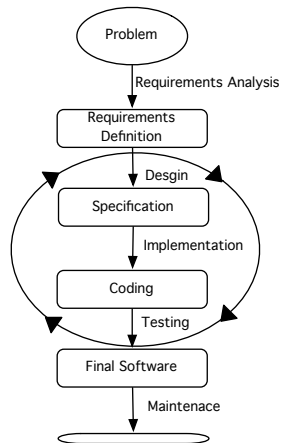 Problem
Requirements Analysis
Requirements
Definition
Desgin
Specification
Implementation
Coding
Testing
Final Software
Maintenace